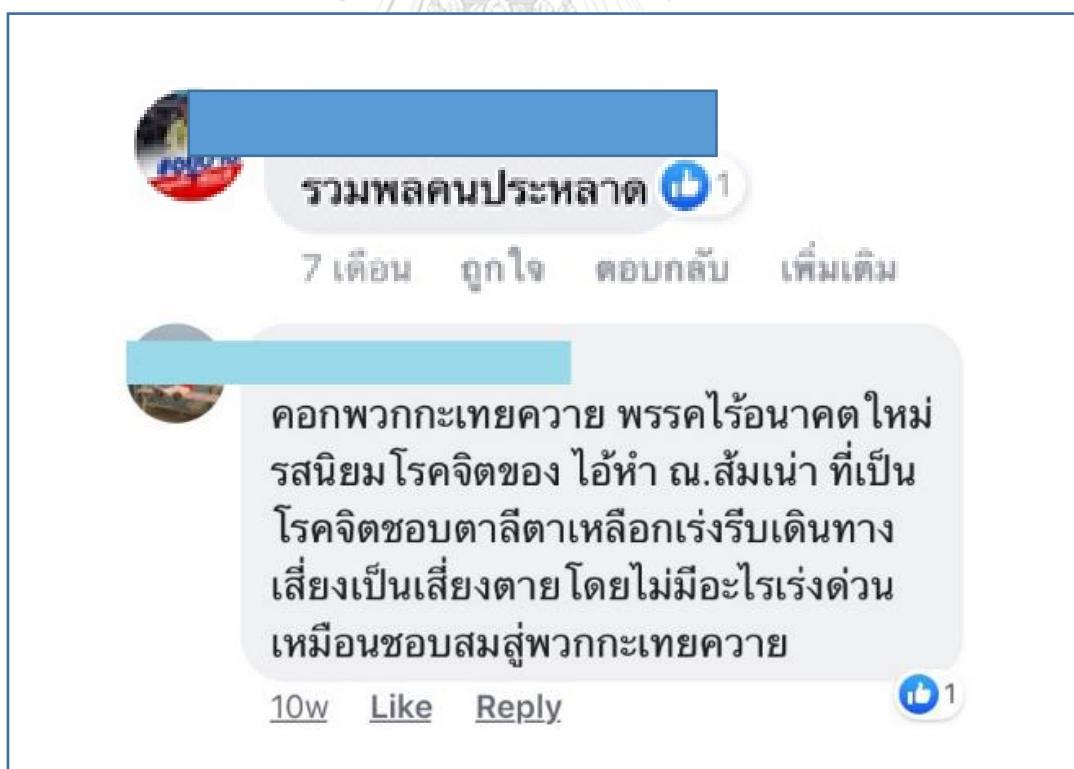 รวมพลคนประหลาด 1
7 เดือน ถูกใจ ตอบกลับ เพิ่มเติม
คอกพวกกะเทยควาย พรรคไร้อนาคตใหม่
รสนิยมโรคจิตของ ไอ้หำ ณ.ส้มเน่า ที่เป็น
โรคจิตชอบตาลีตาเหลือกเร่งรีบเดินทาง
เสี่ยงเป็นเสี่ยงตายโดยไม่มีอะไรเร่งด่วน
เหมือนชอบสมสู่พวกกะเทยควาย
10w Like Reply 1